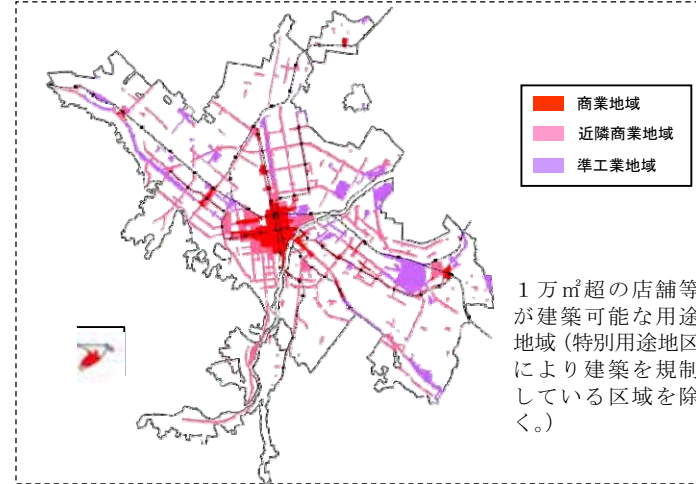 商業地域
近隣商業地域
準工業地域
1万㎡超の店舗等
が建築可能な用途
地域（特別用途地区
により建築を規制
している区域を除
く。）